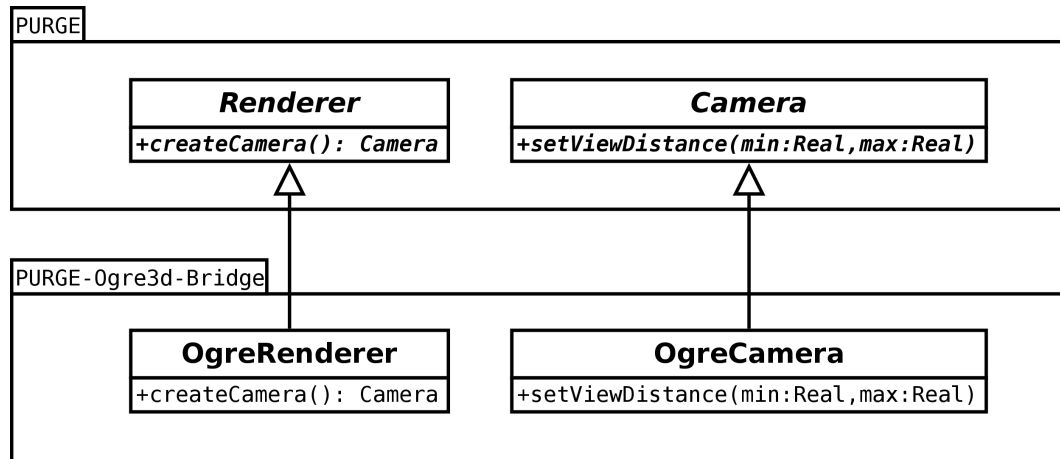 PURGE
Renderer
Camera
+createCamera(): Camera
+setViewDistance(min:Real,max:Real)
PURGE-Ogre3d-Bridge
OgreRenderer
OgreCamera
+createCamera(): Camera
+setViewDistance(min:Real,max:Real)